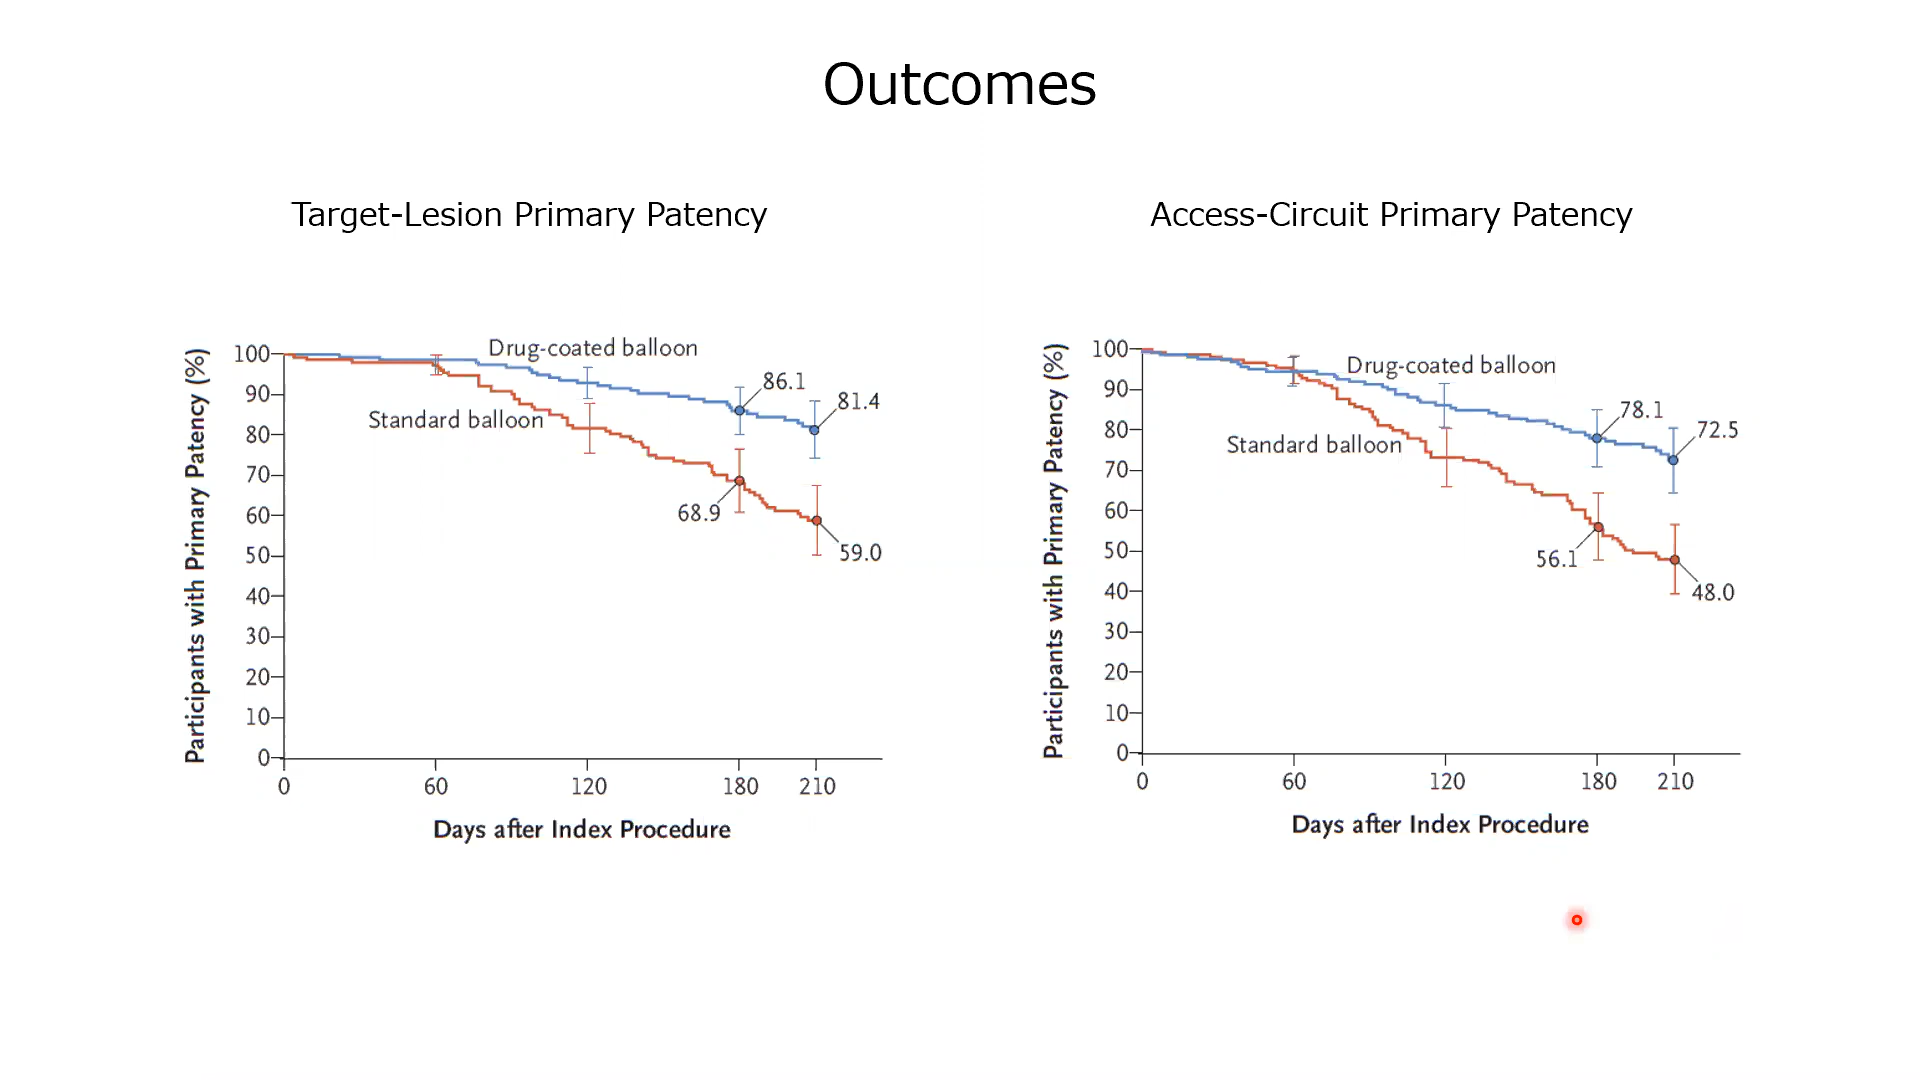 Outcomes
Target-Lesion Primary Patency
Participants with Primary Patency (%)
100
90
80
70
60
50
40
30
20
10
0
Drug-coated balloon
Standard balloon
86.1
81.4
68.9
59.0
0 60 120 180 210
Days after Index Procedure
Access-Circuit Primary Patency
Participants with Primary Patency (%)
100
90
80
70
60
50
40
30
20
10
0
Drug-coated balloon
Standard balloon
78.1
72.5
56.1
48.0
0 60 120 180 210
Days after Index Procedure